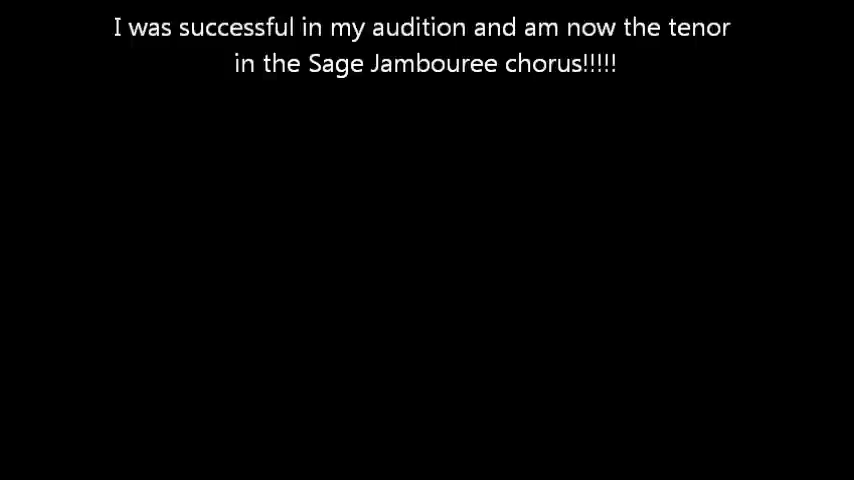 I was successful in my audition and am now the tenor
in the Sage Jambouree chorus!!!!!